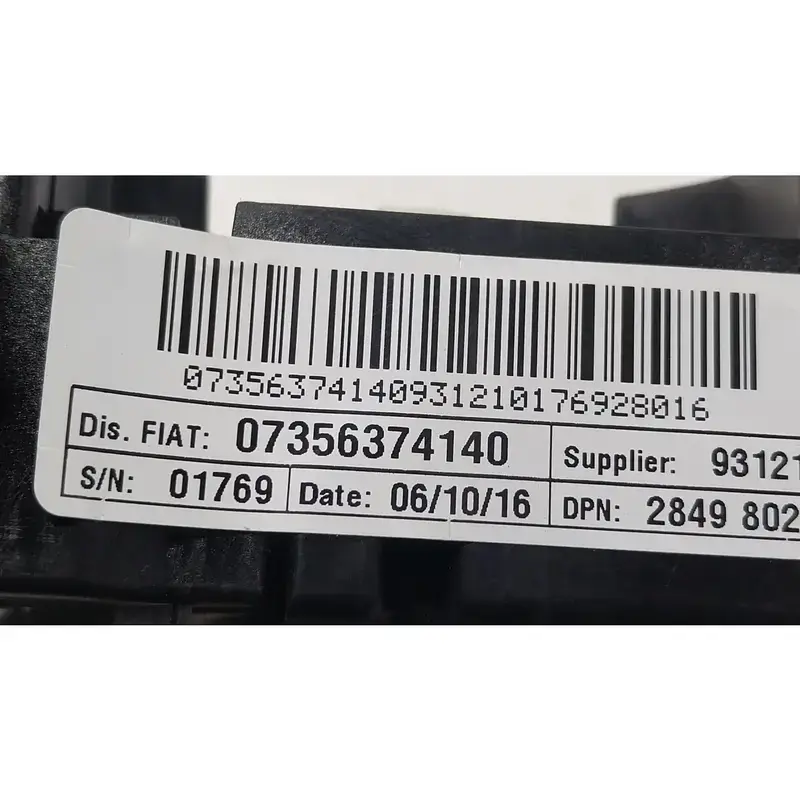 07356374140931210176928016
Dis. FIAT: 07356374140 Supplier: 93121
S/N: 01769 Date: 06/10/16 DPN: 2849 802